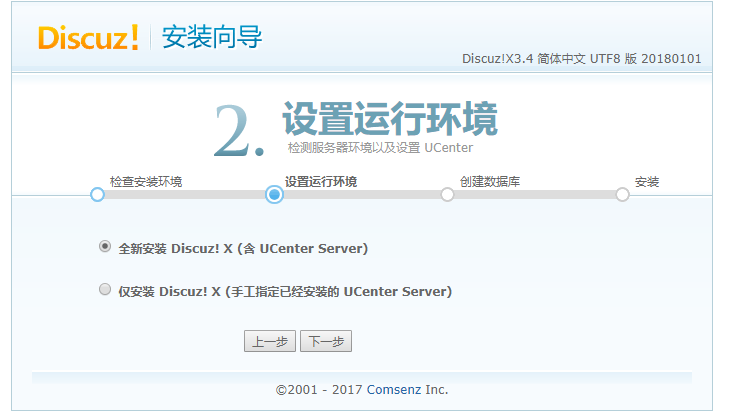 Discuz! 安装向导
Discuz!X3.4 简体中文 UTF8 版 20180101
2. 设置运行环境
检测服务器环境以及设置 UCenter
检查安装环境 设置运行环境 创建数据库 安装
全新安装 Discuz! X (含 UCenter Server)
仅安装 Discuz! X (手工指定已经安装的 UCenter Server)
上一步 下一步
©2001 - 2017 Comsenz Inc.